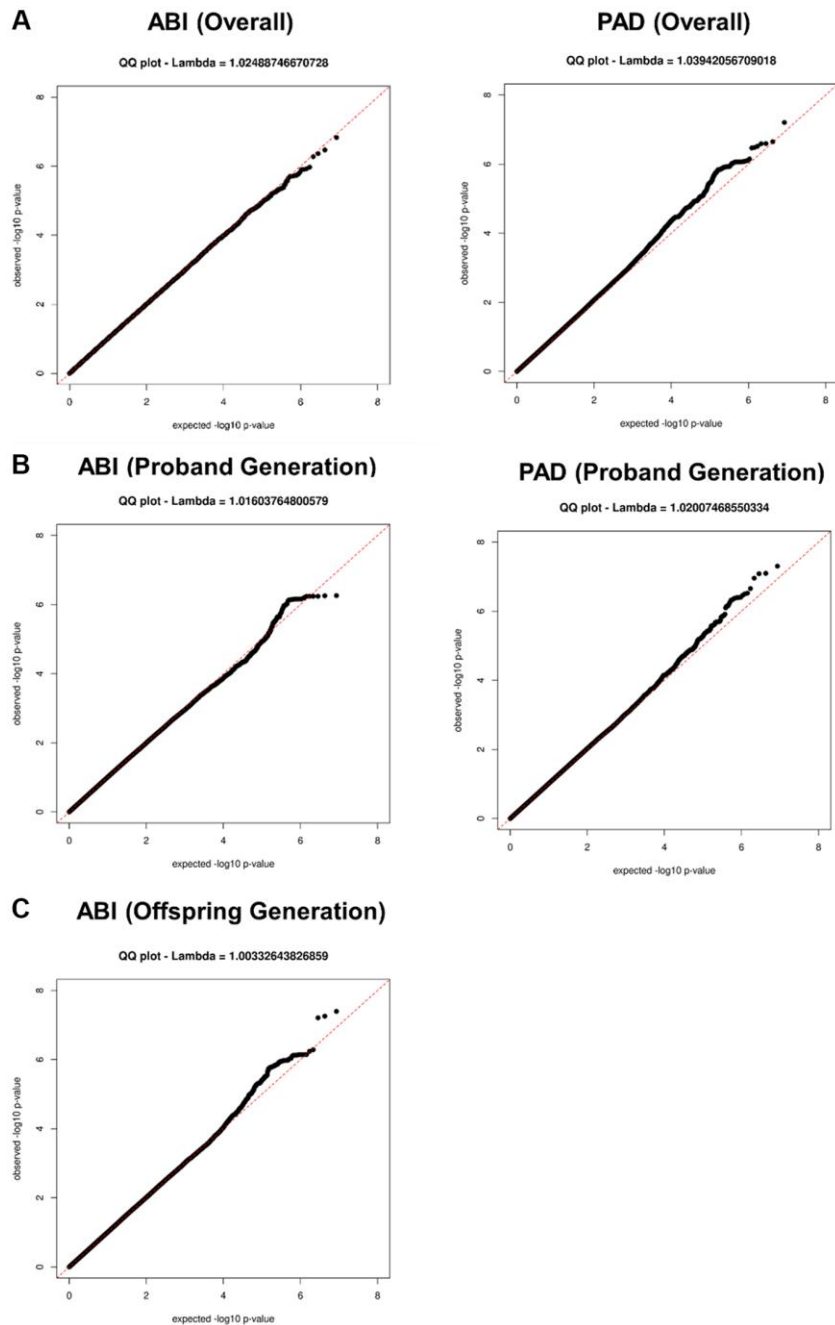 A ABI (Overall) PAD (Overall)
QQ plot - Lambda = 1.02488746670728 QQ plot - Lambda = 1.03942056709018
observed -log10 p-value
0 2 4 6 8
0 2 4 6 8
expected -log10 p-value
observed -log10 p-value
0 2 4 6 8
0 2 4 6 8
expected -log10 p-value
B ABI (Proband Generation) PAD (Proband Generation)
QQ plot - Lambda = 1.01603764800579 QQ plot - Lambda = 1.02007468550334
observed -log10 p-value
0 2 4 6 8
0 2 4 6 8
expected -log10 p-value
observed -log10 p-value
0 2 4 6 8
0 2 4 6 8
expected -log10 p-value
C ABI (Offspring Generation)
QQ plot - Lambda = 1.00332643826859
observed -log10 p-value
0 2 4 6 8
0 2 4 6 8
expected -log10 p-value